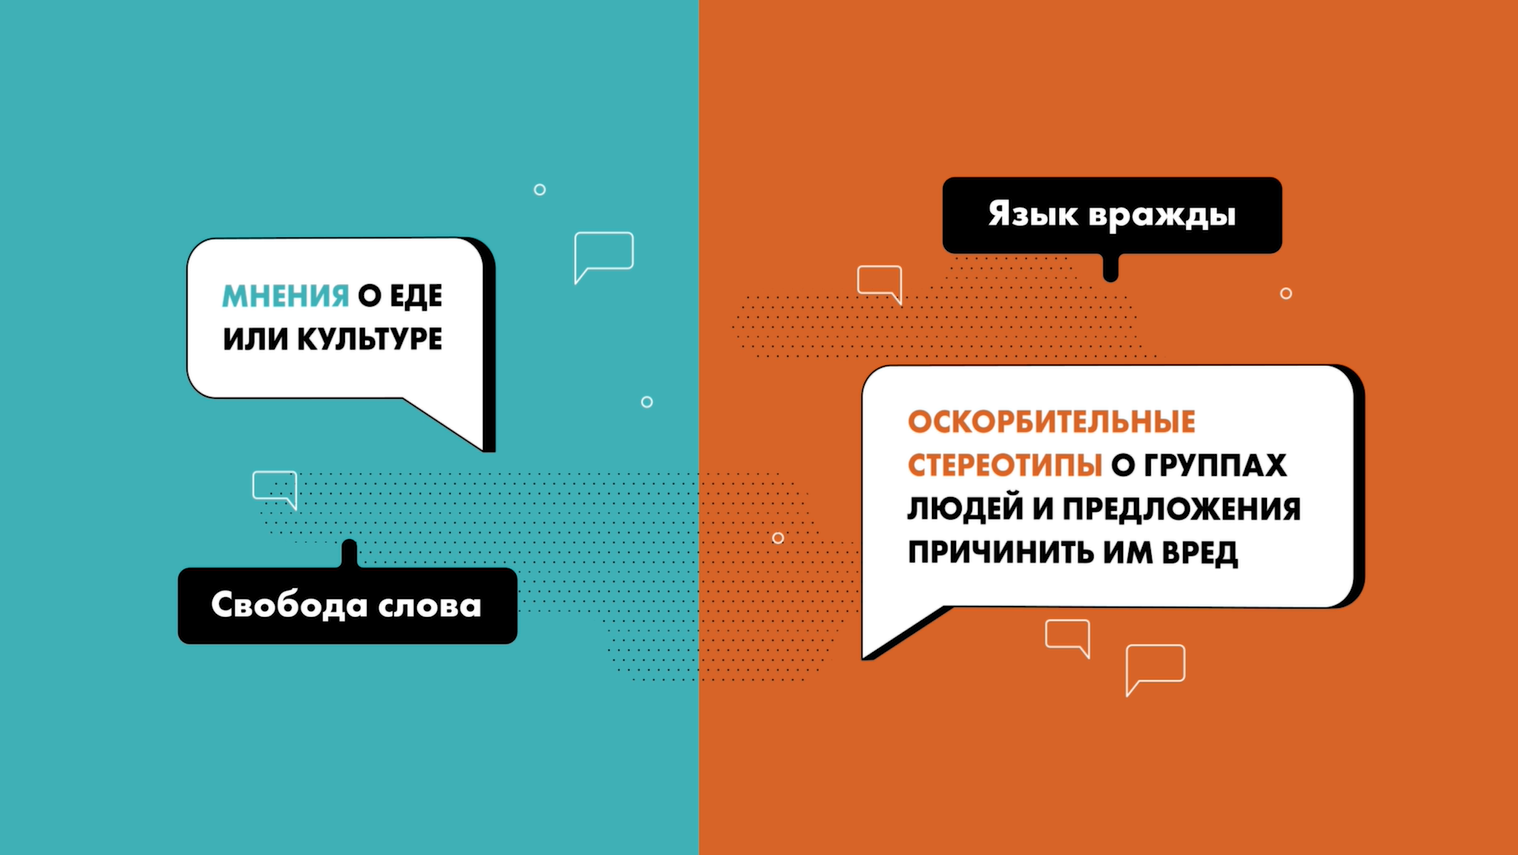 МНЕНИЯ О ЕДЕ
ИЛИ КУЛЬТУРЕ
Свобода слова
Язык вражды
ОСКОРБИТЕЛЬНЫЕ
СТЕРЕОТИПЫ О ГРУППАХ
ЛЮДЕЙ И ПРЕДЛОЖЕНИЯ
ПРИЧИНИТЬ ИМ ВРЕД